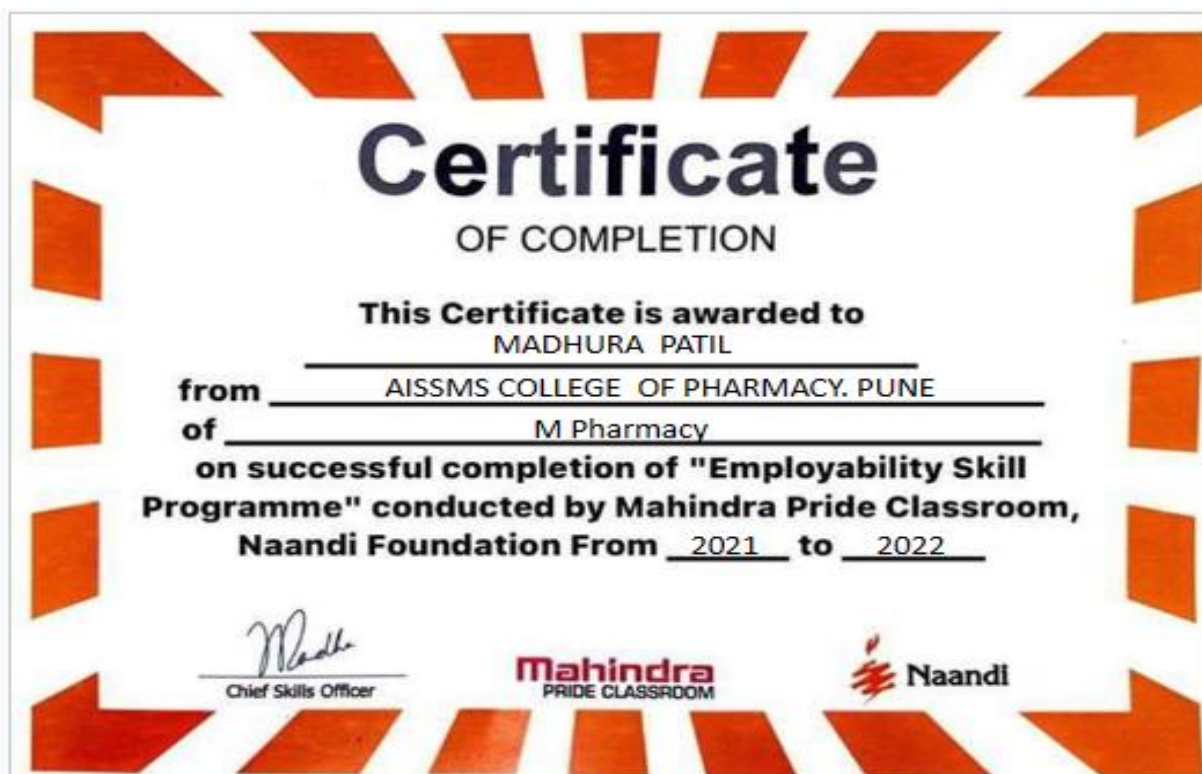 Certificate
OF COMPLETION
This Certificate is awarded to
MADHURA PATIL
from AISSMS COLLEGE OF PHARMACY. PUNE
of M Pharmacy
on successful completion of "Employability Skill
Programme" conducted by Mahindra Pride Classroom,
Naandi Foundation From 2021 to 2022
Chief Skills Officer
Mahindra
PRIDE CLASSROOM
Naandi